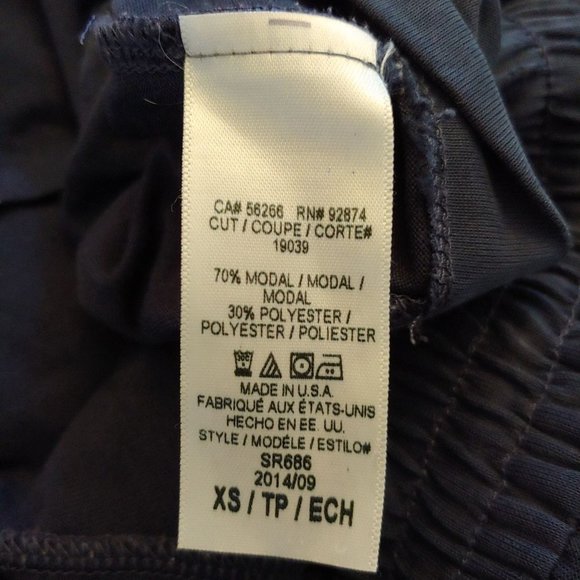 CA# 56266 RN# 92874
CUT / COUPE / CORTE#
19039
70% MODAL / MODAL /
MODAL
30% POLYESTER /
POLYESTER / POLIESTER
MADE IN U.S.A.
FABRIQUÉ AUX ÉTATS-UNIS
HECHO EN EE. UU.
STYLE / MODÈLE / ESTILO#
SR686
2014/09
XS / TP / ECH